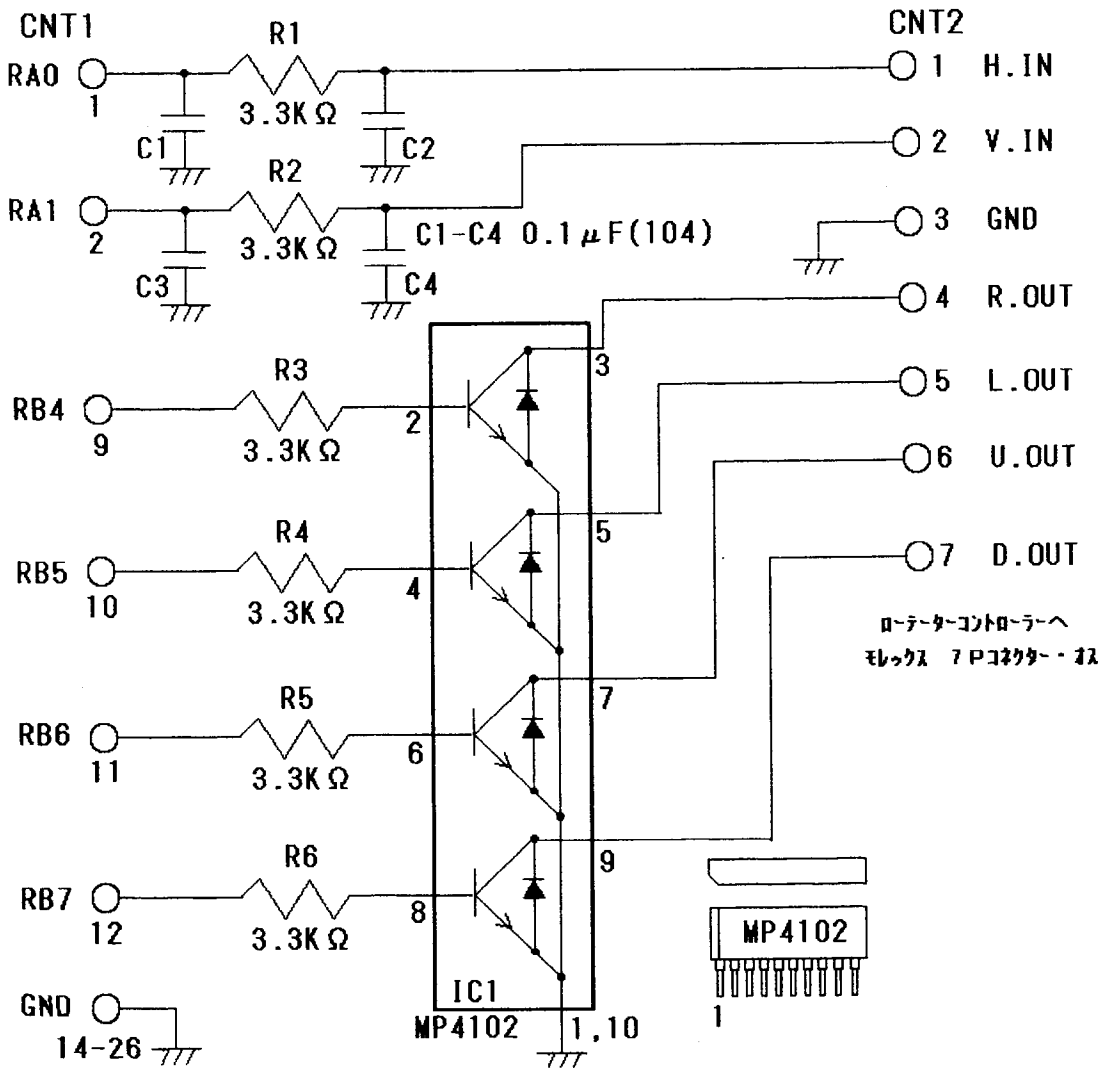 CNT1
CNT2
R1
RA0
1
3.3KΩ
C1
C2
1 H.IN
R2
RA1
2
3.3KΩ
C3
C4
C1-C4 0.1μF(104)
2 V.IN
3 GND
4 R.OUT
3
R3
RB4
9
3.3KΩ
2
5 L.OUT
6 U.OUT
5
R4
RB5
10
3.3KΩ
4
7 D.OUT
ローテーターコントローラーへ
モレックス 7Pコネクター・オス
7
R5
RB6
11
3.3KΩ
6
9
R6
RB7
12
3.3KΩ
8
MP4102
1
IC1
MP4102
1,10
GND
14-26